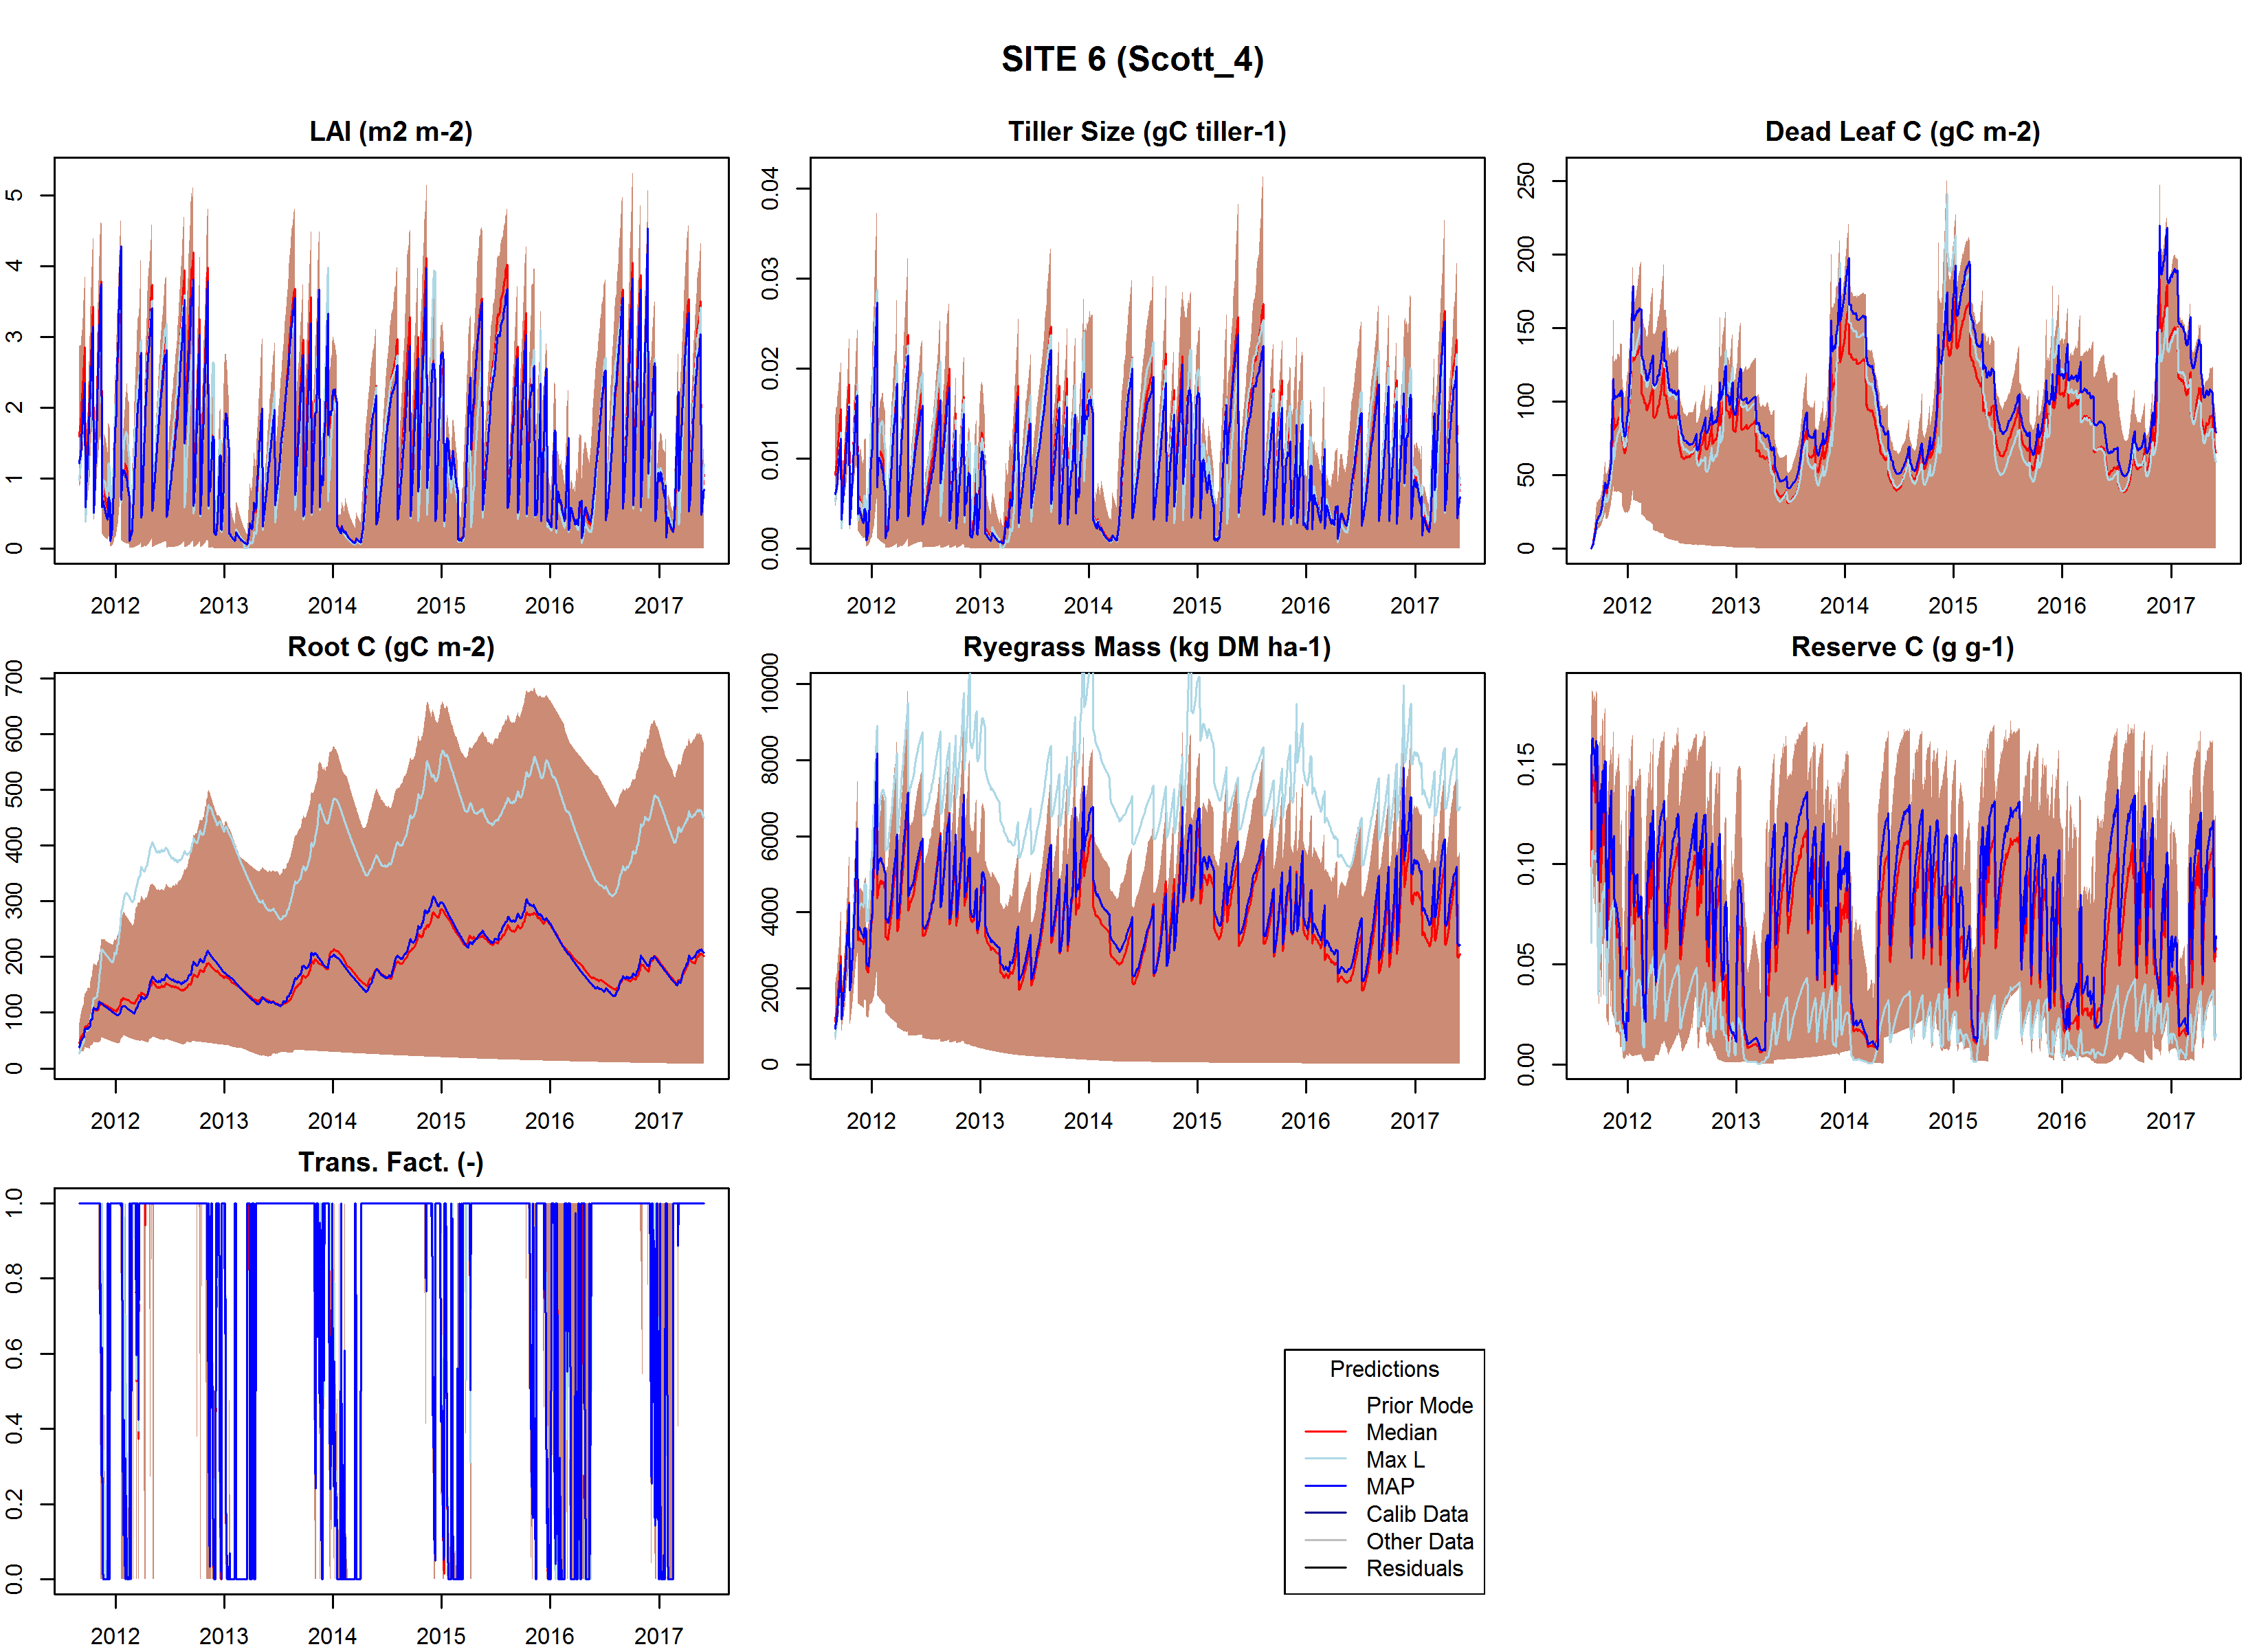 SITE 6 (Scott_4)
LAI (m2 m-2)
0 1 2 3 4 5
2012 2013 2014 2015 2016 2017
Tiller Size (gC tiller-1)
0.00 0.01 0.02 0.03 0.04
2012 2013 2014 2015 2016 2017
Dead Leaf C (gC m-2)
0 50 100 150 200 250
2012 2013 2014 2015 2016 2017
Root C (gC m-2)
0 100 200 300 400 500 600 700
2012 2013 2014 2015 2016 2017
Ryegrass Mass (kg DM ha-1)
0 2000 4000 6000 8000 10000
2012 2013 2014 2015 2016 2017
Reserve C (g g-1)
0.00 0.05 0.10 0.15
2012 2013 2014 2015 2016 2017
Trans. Fact. (-)
0.0 0.2 0.4 0.6 0.8 1.0
2012 2013 2014 2015 2016 2017
Predictions
Prior Mode
Median
Max L
MAP
Calib Data
Other Data
Residuals